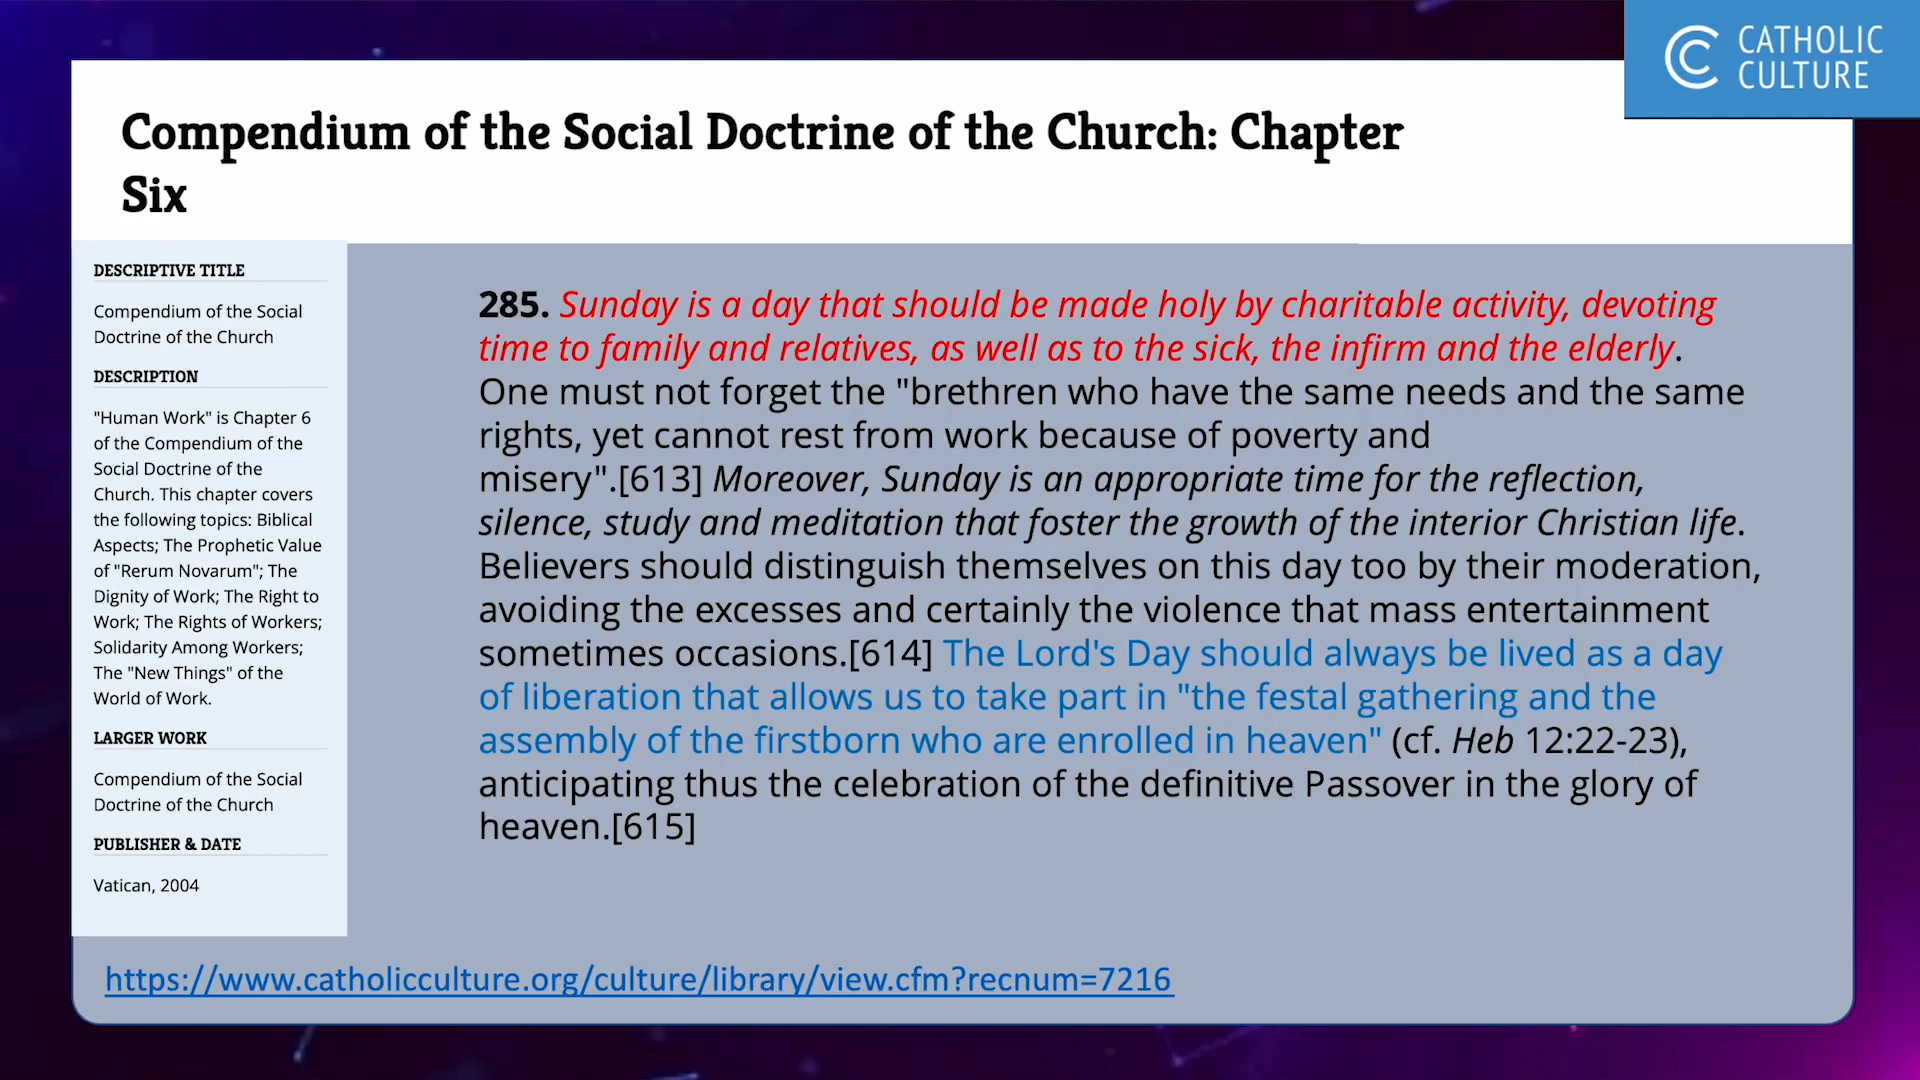 CATHOLIC
CULTURE
Compendium of the Social Doctrine of the Church: Chapter
Six
DESCRIPTIVE TITLE
Compendium of the Social
Doctrine of the Church
DESCRIPTION
"Human Work" is Chapter 6
of the Compendium of the
Social Doctrine of the
Church. This chapter covers
the following topics: Biblical
Aspects; The Prophetic Value
of "Rerum Novarum"; The
Dignity of Work; The Right to
Work; The Rights of Workers;
Solidarity Among Workers;
The "New Things" of the
World of Work.
LARGER WORK
Compendium of the Social
Doctrine of the Church
PUBLISHER & DATE
Vatican, 2004
285. Sunday is a day that should be made holy by charitable activity, devoting
time to family and relatives, as well as to the sick, the infirm and the elderly.
One must not forget the "brethren who have the same needs and the same
rights, yet cannot rest from work because of poverty and
misery".[613] Moreover, Sunday is an appropriate time for the reflection,
silence, study and meditation that foster the growth of the interior Christian life.
Believers should distinguish themselves on this day too by their moderation,
avoiding the excesses and certainly the violence that mass entertainment
sometimes occasions.[614] The Lord's Day should always be lived as a day
of liberation that allows us to take part in "the festal gathering and the
assembly of the firstborn who are enrolled in heaven" (cf. Heb 12:22-23),
anticipating thus the celebration of the definitive Passover in the glory of
heaven.[615]
https://www.catholicculture.org/culture/library/view.cfm?recnum=7216